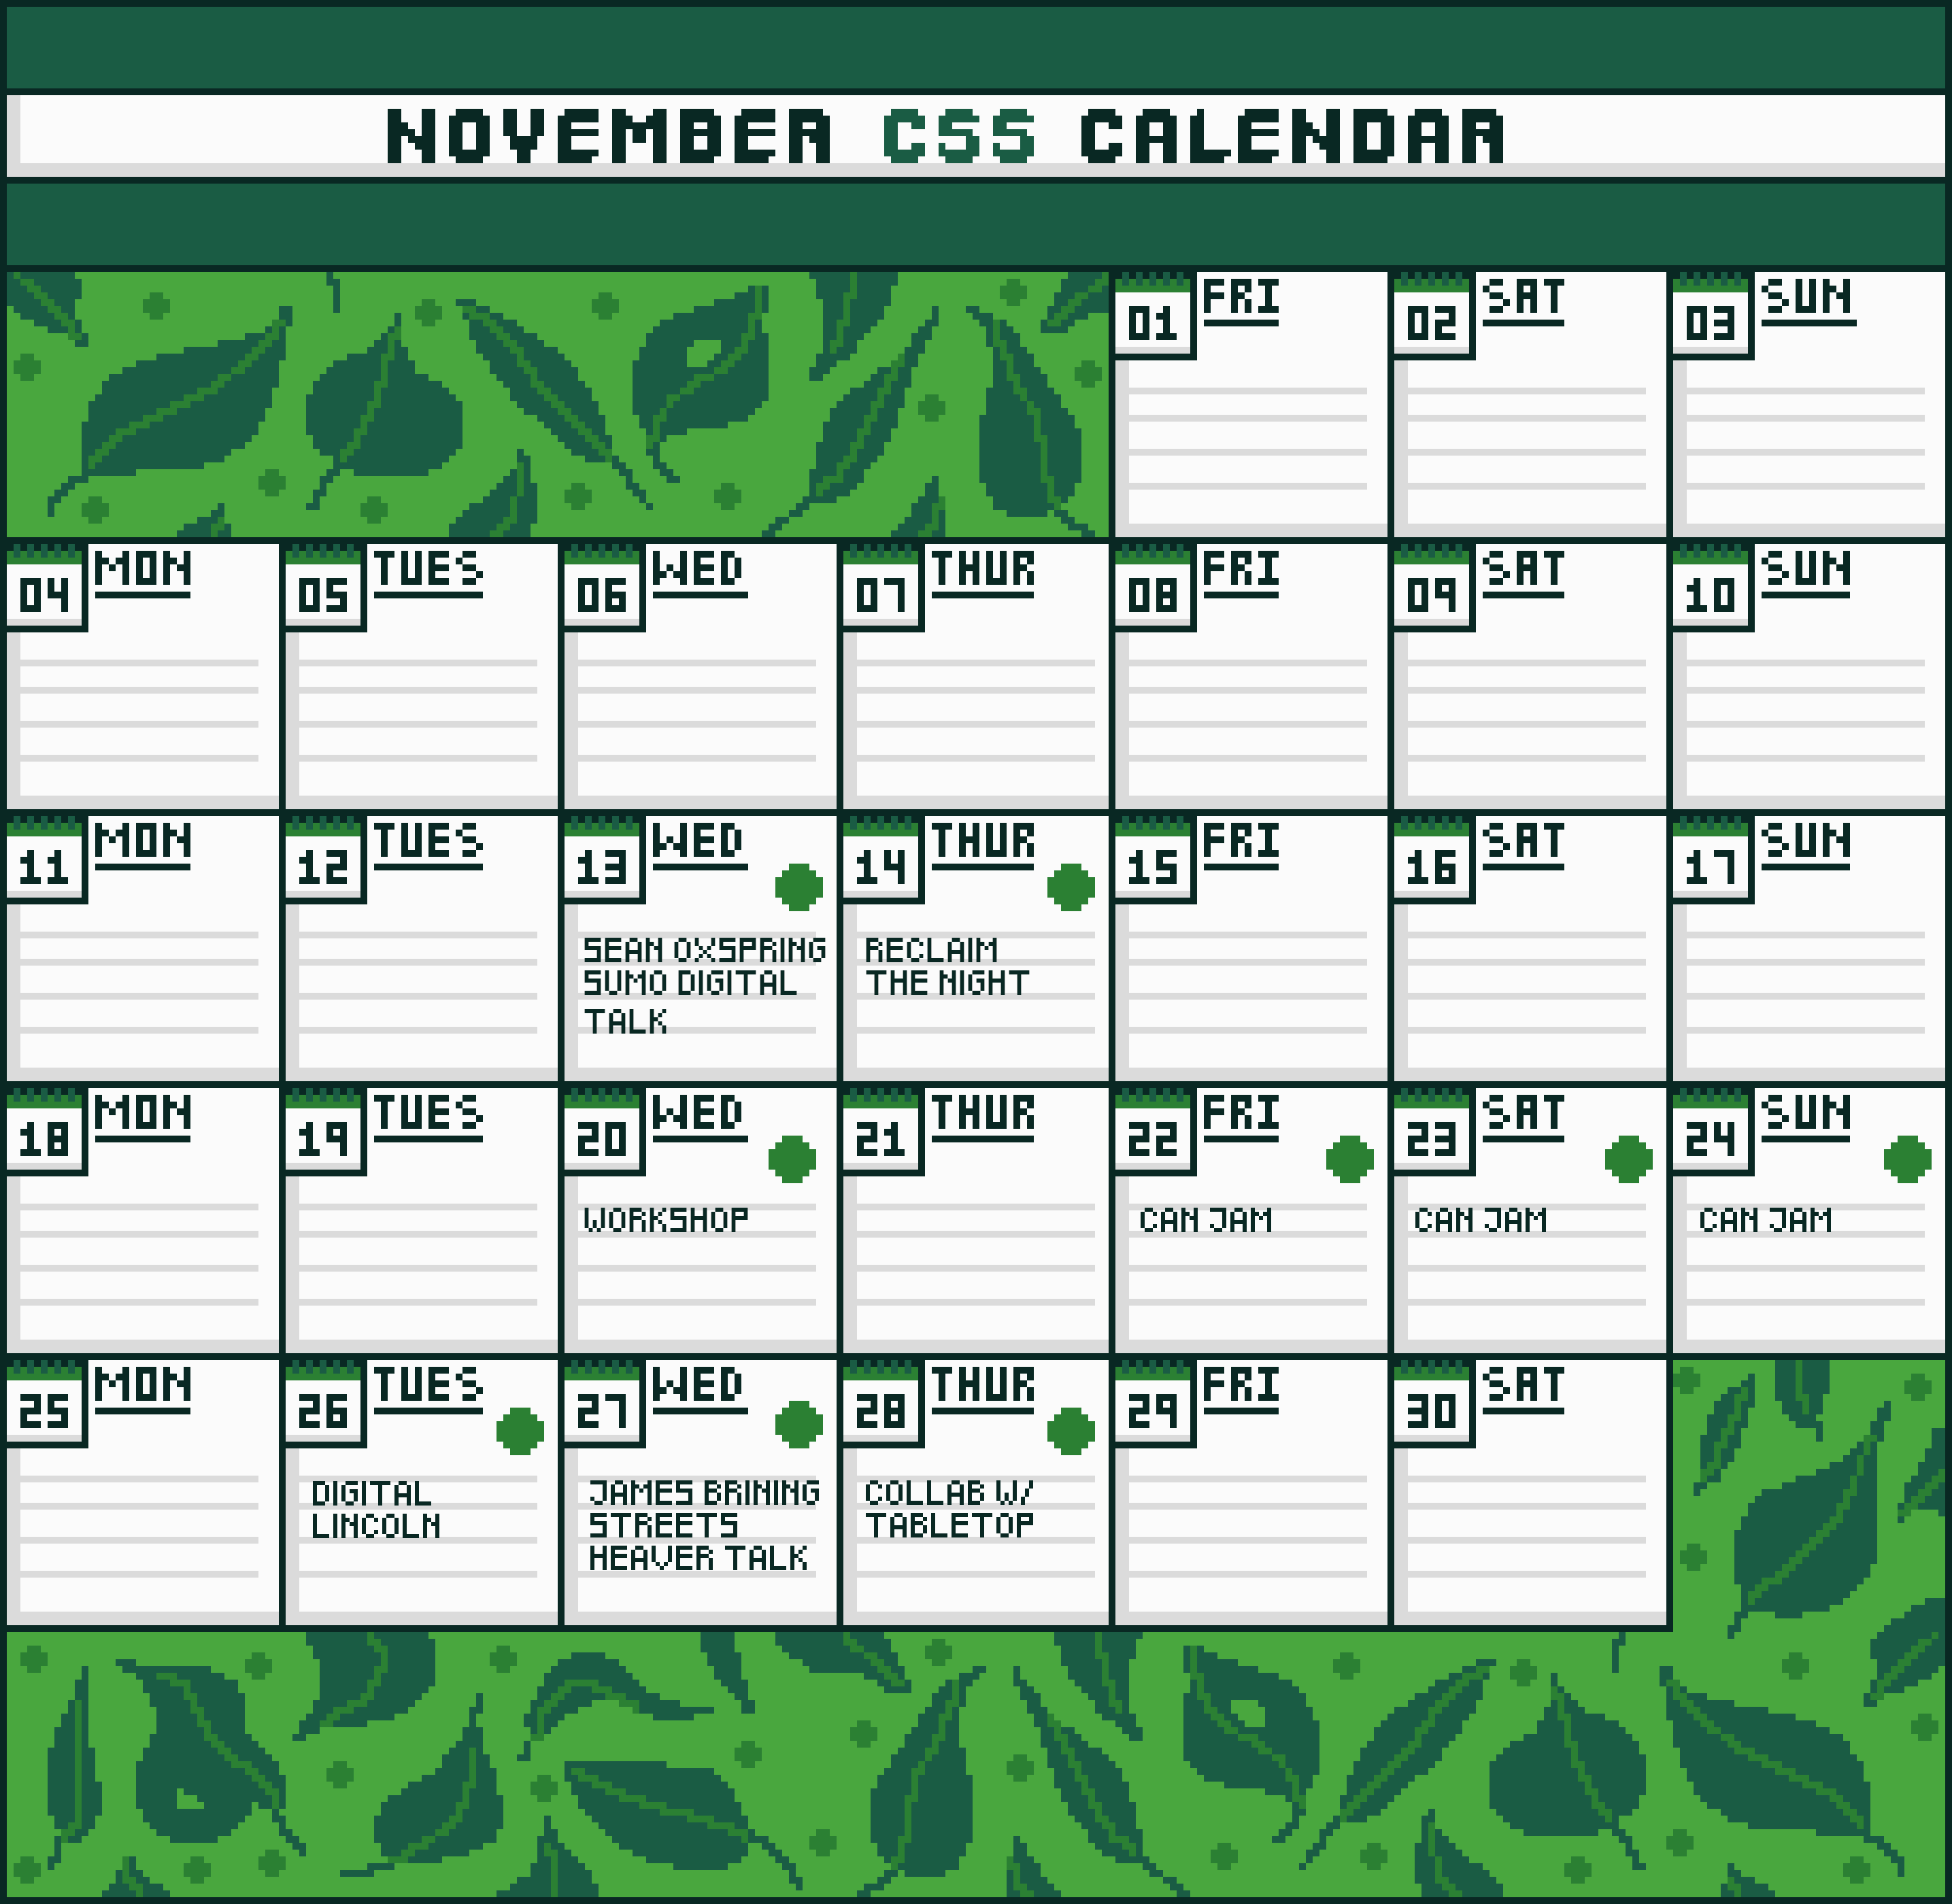 NOVEMBER CSS CALENDAR
01 FRI
02 SAT
03 SUN
04 MON
05 TUES
06 WED
07 THUR
08 FRI
09 SAT
10 SUN
11 MON
12 TUES
13 WED
SEAN OXSPRING
SUMO DIGITAL
TALK
14 THUR
RECLAIM
THE NIGHT
15 FRI
16 SAT
17 SUN
18 MON
19 TUES
20 WED
WORKSHOP
21 THUR
22 FRI
CAN JAM
23 SAT
CAN JAM
24 SUN
CAN JAM
25 MON
26 TUES
DIGITAL
LINCOLN
27 WED
JAMES BRINING
STREETS
HEAVER TALK
28 THUR
COLLAB W/
TABLETOP
29 FRI
30 SAT